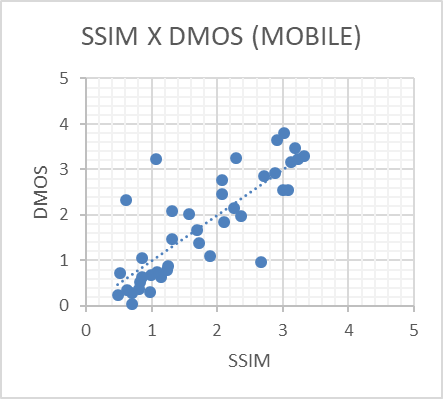 SSIM X DMOS (MOBILE)
5
4
3
2
1
0
DMOS
0 1 2 3 4 5
SSIM